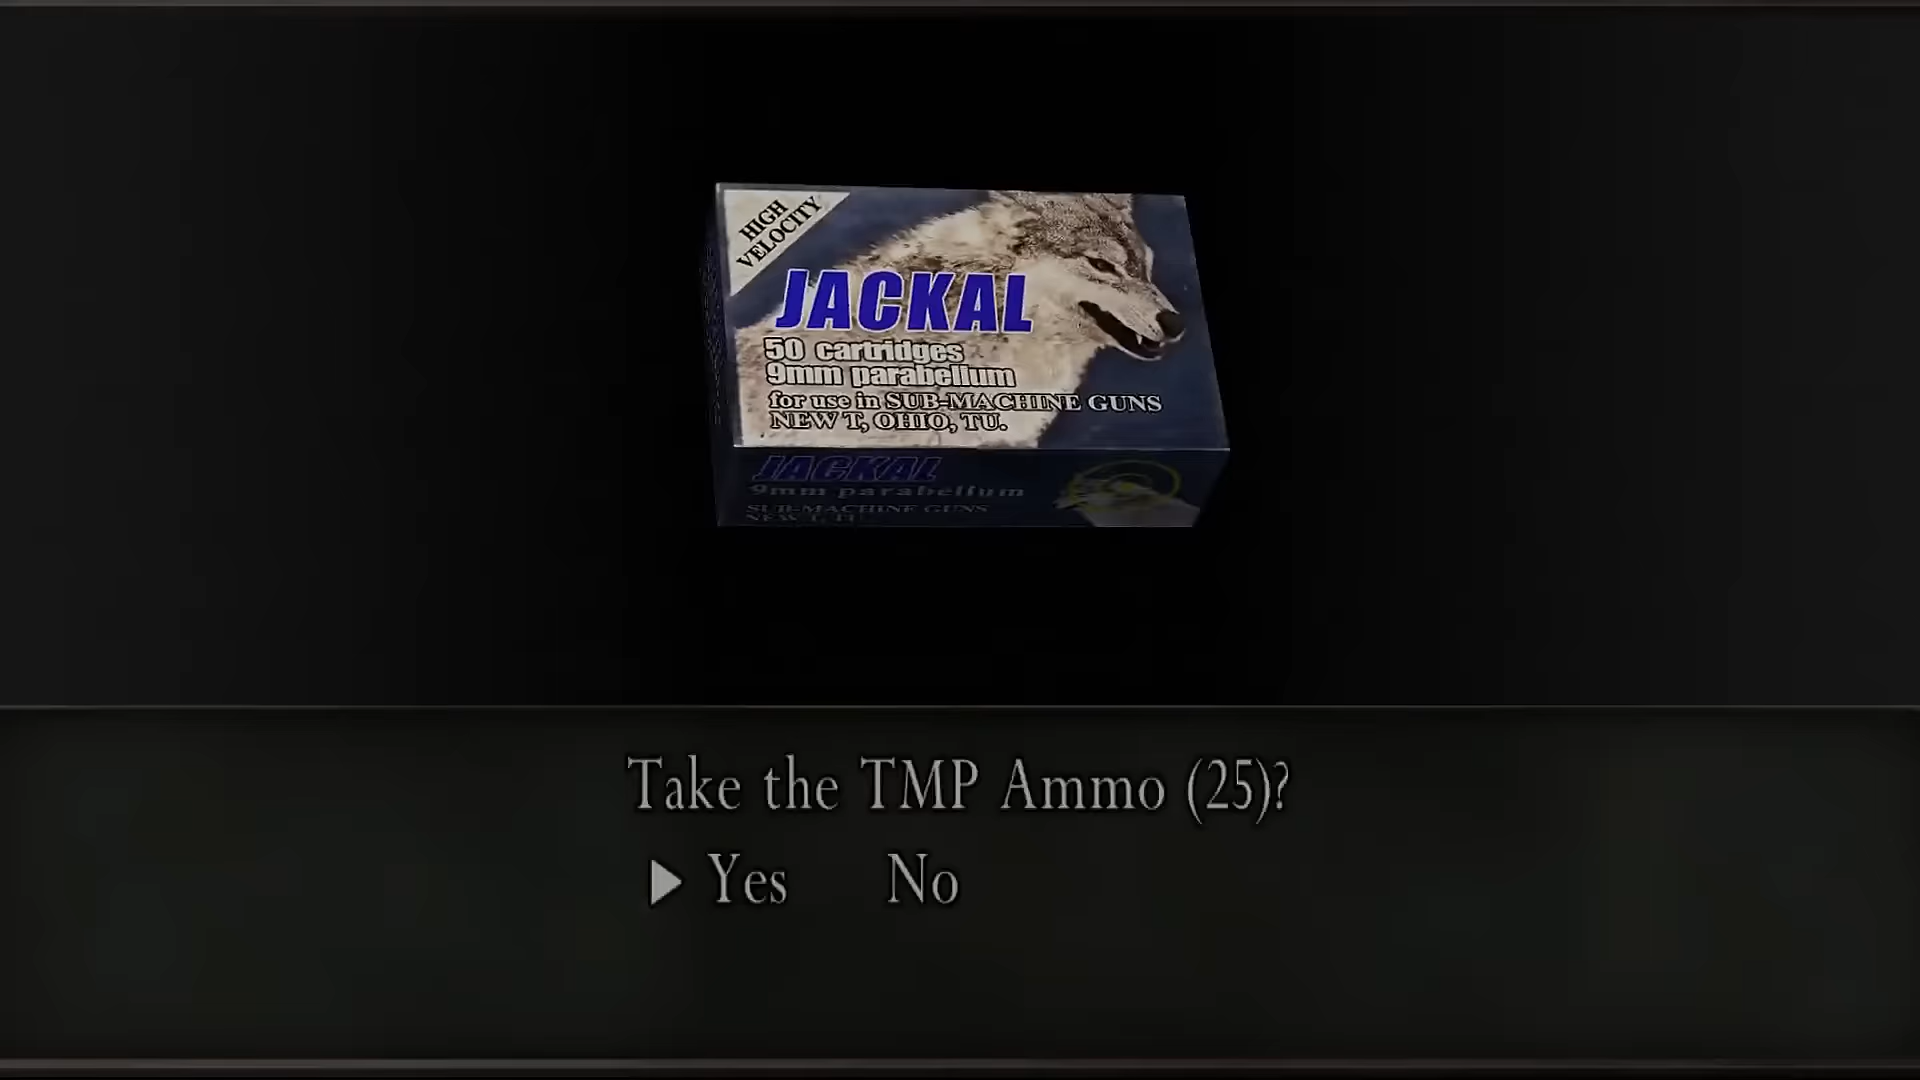 HIGH
VELOCITY
JACKAL
50 cartridges
9mm parabellum
for use in SUB-MACHINE GUNS
NEW T, OHIO, TU.
JACKAL
9mm parabellum
SUB-MACHINE GUNS
Take the TMP Ammo (25)?
Yes No